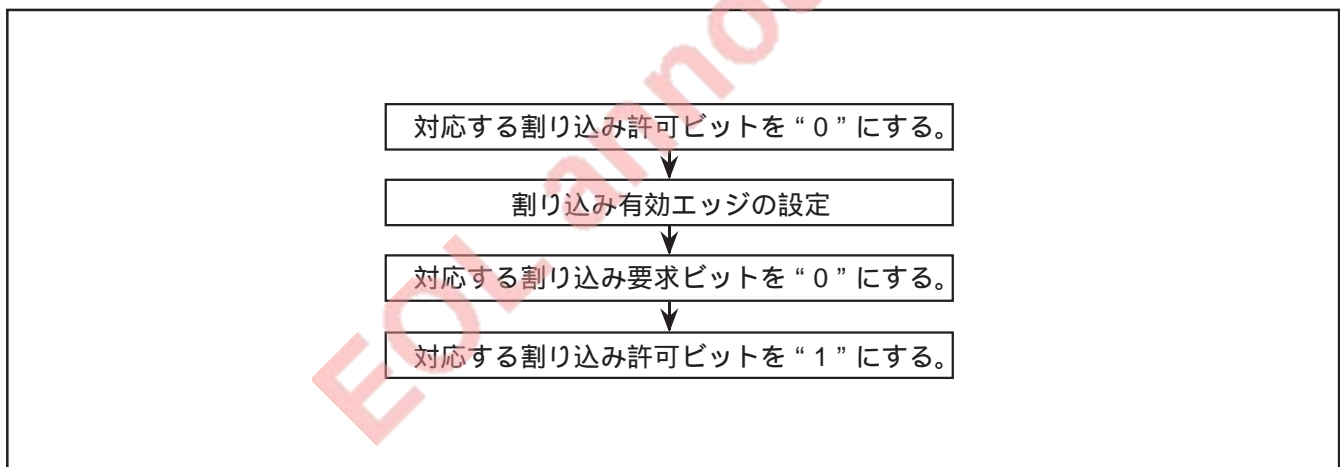 対応する割り込み許可ビットを“0”にする。
割り込み有効エッジの設定
対応する割り込み要求ビットを“0”にする。
対応する割り込み許可ビットを“1”にする。
EOL anno